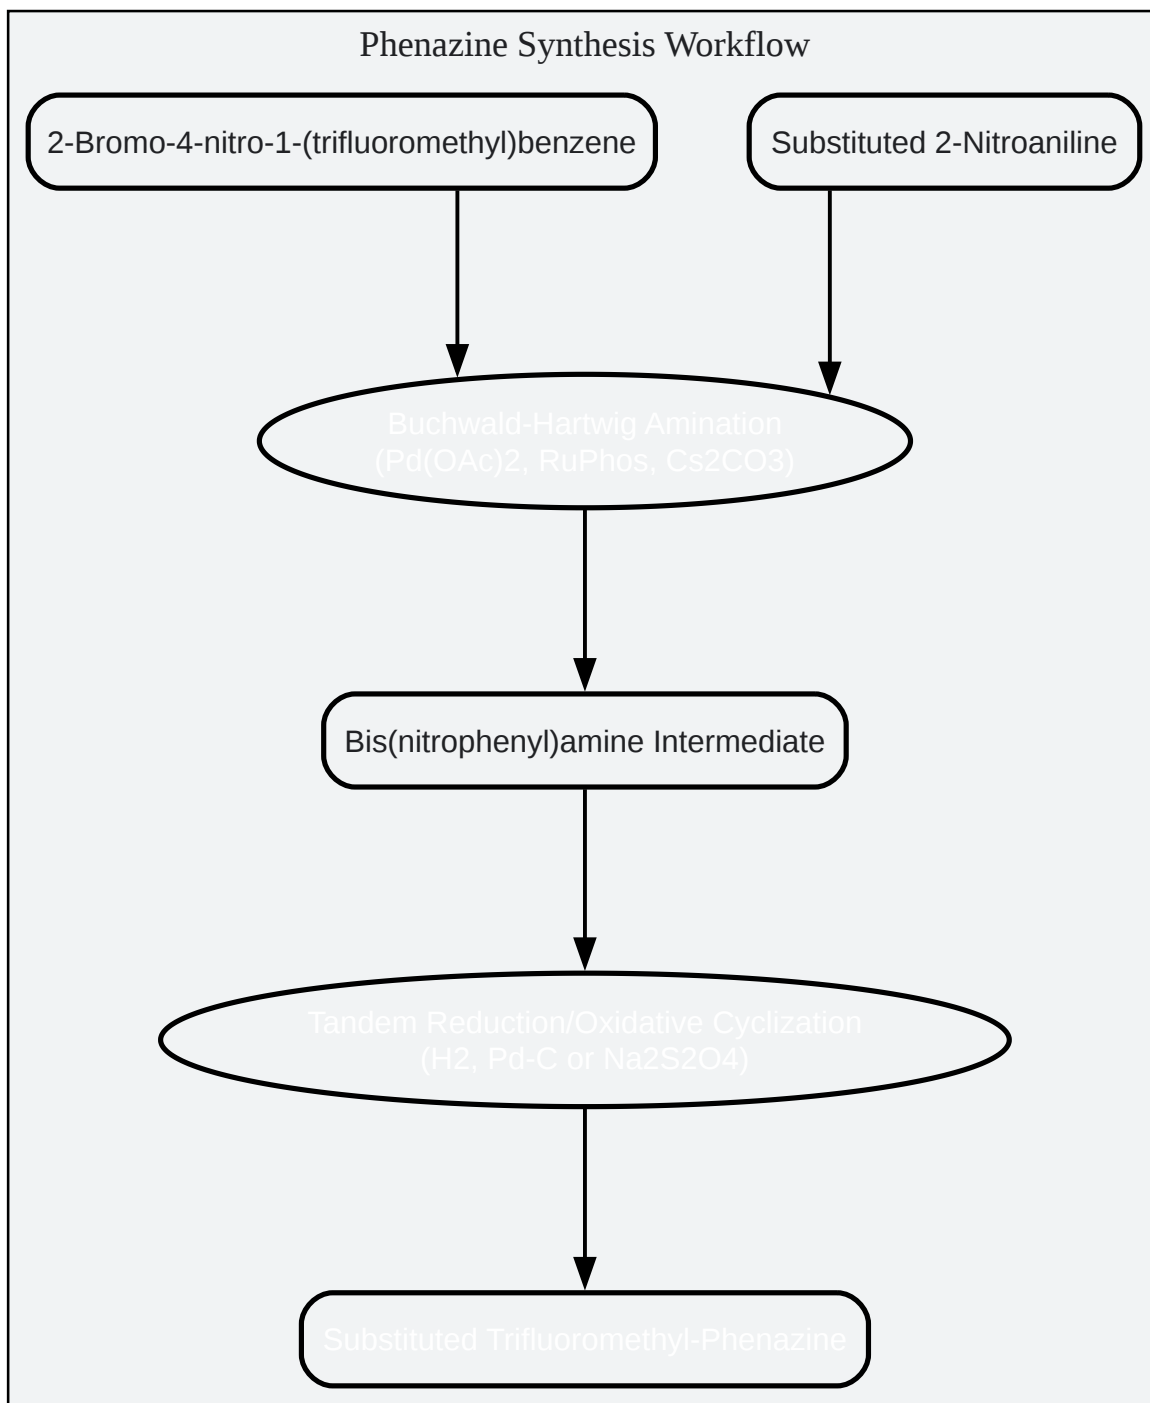 Phenazine Synthesis Workflow
2-Bromo-4-nitro-1-(trifluoromethyl)benzene
Substituted 2-Nitroaniline
Buchwald-Hartwig Amination
(Pd(OAc)2, RuPhos, Cs2CO3)
Bis(nitrophenyl)amine Intermediate
Tandem Reduction/Oxidative Cyclization
(H2, Pd-C or Na2S2O4)
Substituted Trifluoromethyl-Phenazine